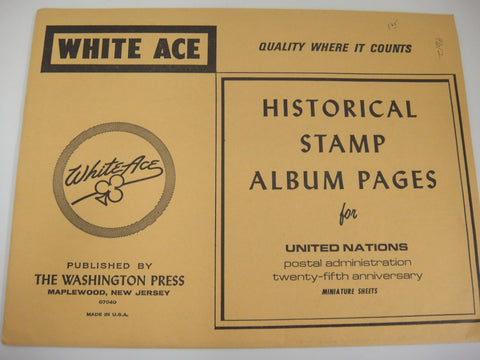 WHITE ACE
QUALITY WHERE IT COUNTS
White Ace
PUBLISHED BY
THE WASHINGTON PRESS
MAPLEWOOD, NEW JERSEY
07040
MADE IN U.S.A.
HISTORICAL
STAMP
ALBUM PAGES
for
UNITED NATIONS
postal administration
twenty-fifth anniversary
MINIATURE SHEETS